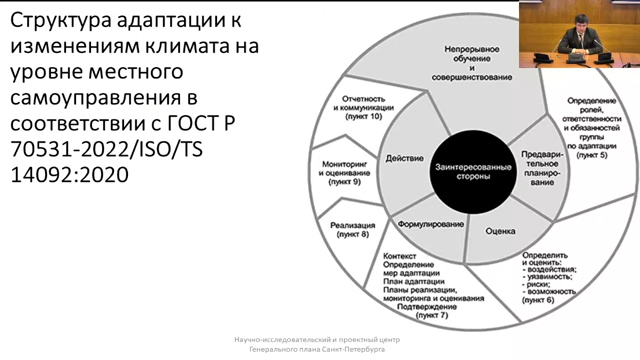 Структура адаптации к
изменениям климата на
уровне местного
самоуправления в
соответствии с ГОСТ Р
70531-2022/ISO/TS
14092:2020
Непрерывное
обучение
и
совершенствование
Определение
ролей,
ответственности
и обязанностей
группы
по адаптации
(пункт 5)
Отчетность
и коммуникации
(пункт 10)
Действие
Заинтересованные
стороны
Предвари-
тельное
планиро-
вание
Мониторинг
и оценивание
(пункт 9)
Реализация
(пункт 8)
Формулирование
Оценка
Контекст
Определение
мер адаптации
План адаптации
Планы реализации,
мониторинга и оценивания
Подтверждение
(пункт 7)
Определить
и оценить:
- воздействия;
- уязвимость;
- риски;
- возможность
(пункт 6)
Научно-исследовательский и проектный центр
Генерального плана Санкт-Петербурга